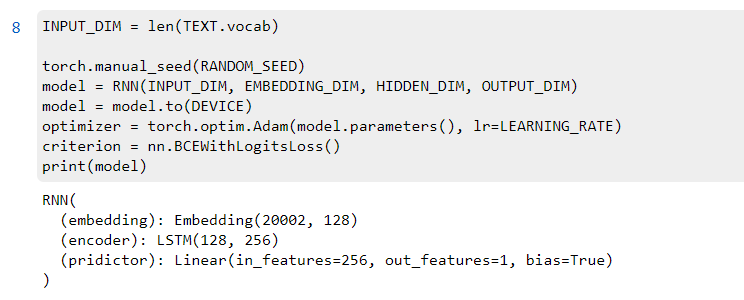 8
INPUT_DIM = len(TEXT.vocab)
torch.manual_seed(RANDOM_SEED)
model = RNN(INPUT_DIM, EMBEDDING_DIM, HIDDEN_DIM, OUTPUT_DIM)
model = model.to(DEVICE)
optimizer = torch.optim.Adam(model.parameters(), lr=LEARNING_RATE)
criterion = nn.BCEWithLogitsLoss()
print(model)
RNN(
  (embedding): Embedding(20002, 128)
  (encoder): LSTM(128, 256)
  (pridictor): Linear(in_features=256, out_features=1, bias=True)
)